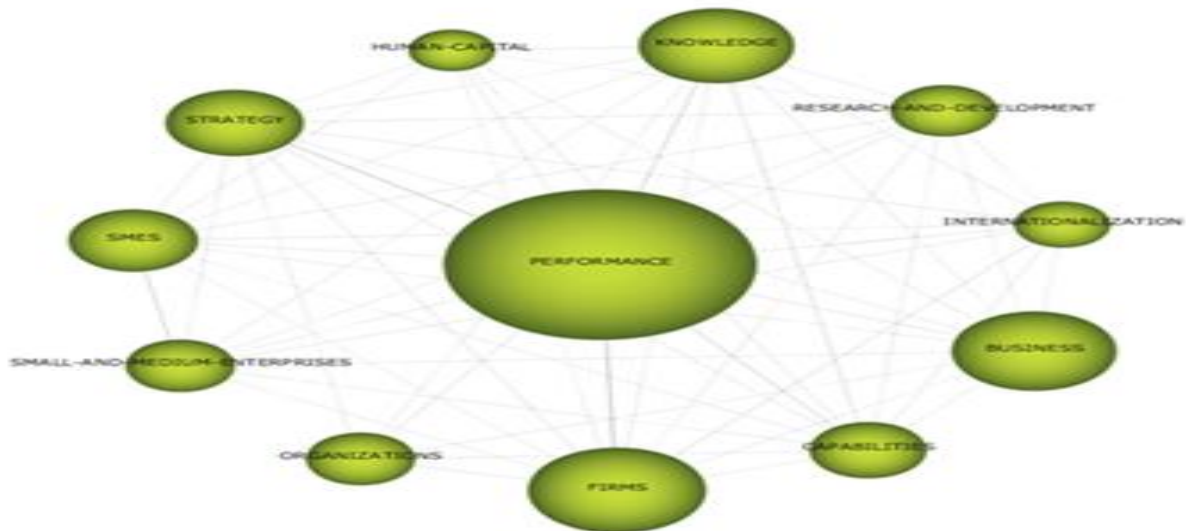 HUMAN-CAPITAL
KNOWLEDGE
RESEARCH-AND-DEVELOPMENT
STRATEGY
INTERNATIONALIZATION
SMES
PERFORMANCE
BUSINESS
SMALL-AND-MEDIUM-ENTERPRISES
CAPABILITIES
ORGANIZATIONS
FIRMS